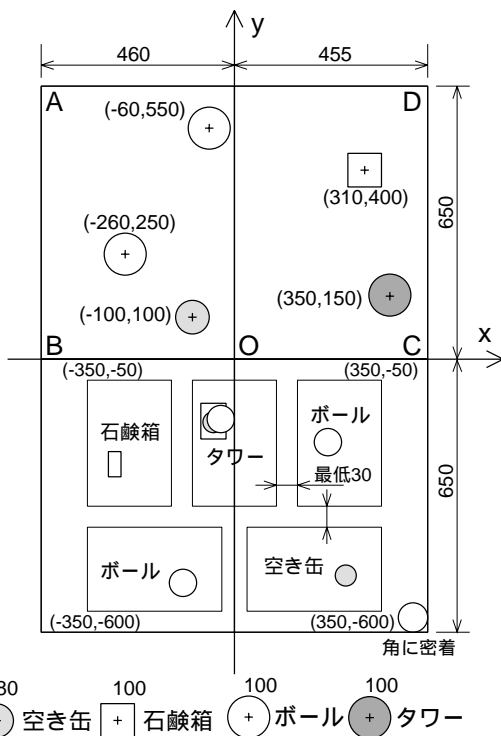 y
460
455
A
D
(-60,550)
(310,400)
650
(-260,250)
(350,150)
(-100,100)
x
B
O
C
(-350,-50)
(350,-50)
石鹸箱
ボール
タワー
最低30
650
ボール
空き缶
(-350,-600)
(350,-600)
角に密着
80
100
100
100
空き缶
石鹸箱
ボール
タワー